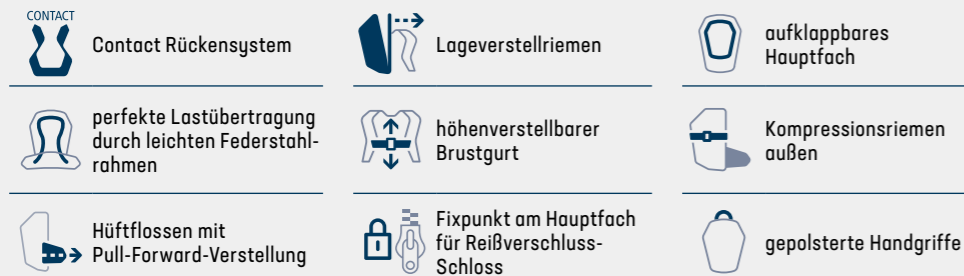 CONTACT
Contact Rückensystem
Lageverstellriemen
aufklappbares
Hauptfach
perfekte Lastübertragung
durch leichten Federstahl-
rahmen
höhenverstellbarer
Brustgurt
Kompressionsriemen
außen
Hüftflossen mit
Pull-Forward-Verstellung
Fixpunkt am Hauptfach
für Reißverschluss-
Schloss
gepolsterte Handgriffe